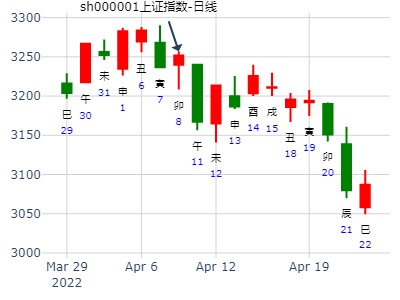 sh000001上证指数-日线
3300
3250
3200
3150
3100
3050
3000
巳
29
午
30
未
31
申
1
丑
6
寅
7
卯
8
午
11
未
12
申
13
酉
14
戌
15
丑
18
寅
19
卯
20
辰
21
巳
22
Mar 29
2022
Apr 6
Apr 12
Apr 19